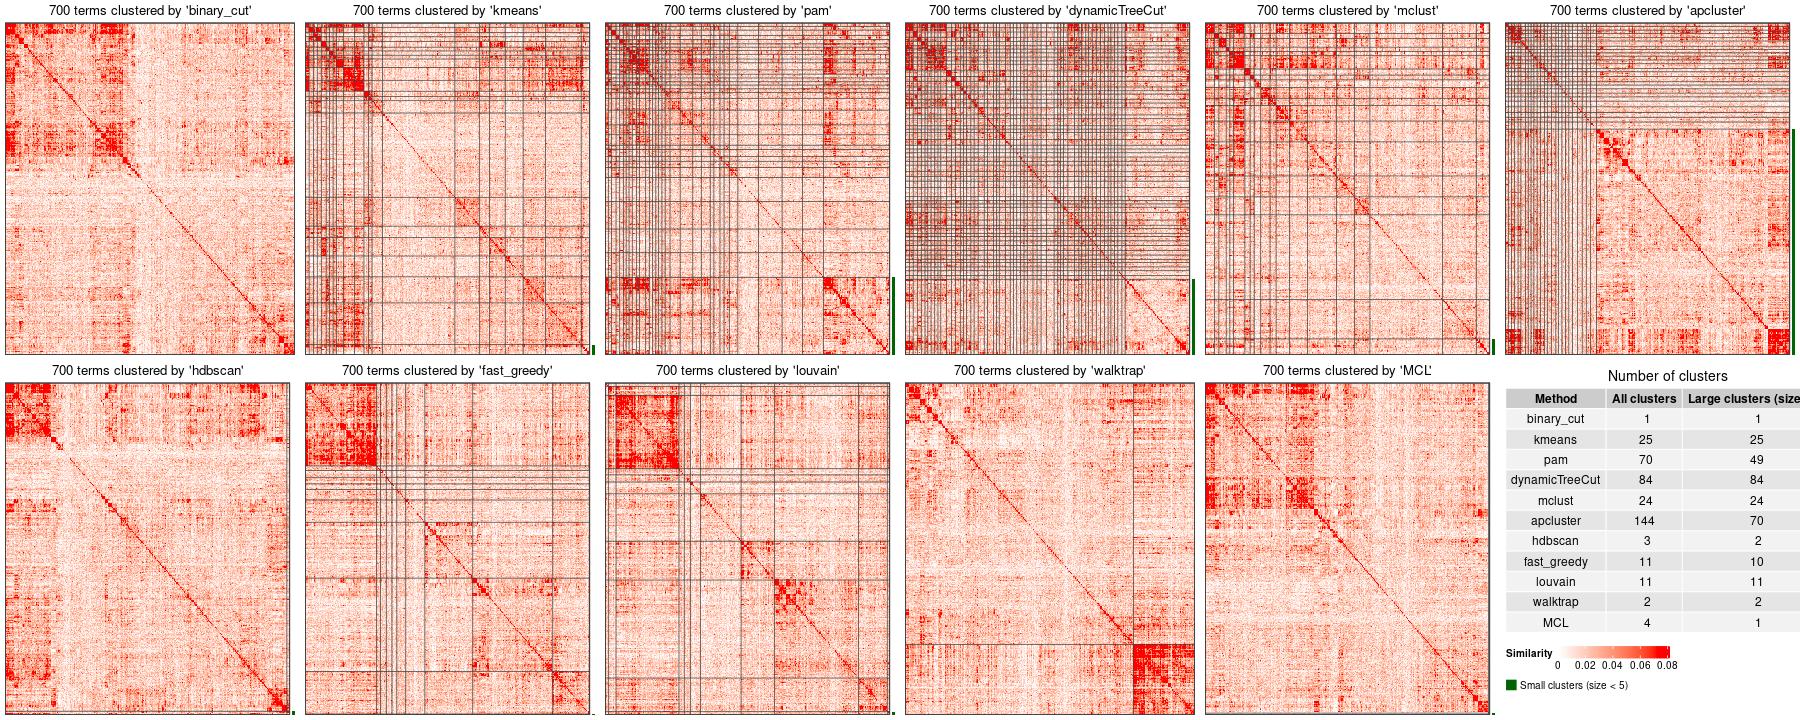 700 terms clustered by 'binary_cut'
700 terms clustered by 'kmeans'
700 terms clustered by 'pam'
700 terms clustered by 'dynamicTreeCut'
700 terms clustered by 'mclust'
700 terms clustered by 'apcluster'
700 terms clustered by 'hdbscan'
700 terms clustered by 'fast_greedy'
700 terms clustered by 'louvain'
700 terms clustered by 'walktrap'
700 terms clustered by 'MCL'
Number of clusters
Method All clusters Large clusters (size
binary_cut 1 1
kmeans 25 25
pam 70 49
dynamicTreeCut 84 84
mclust 24 24
apcluster 144 70
hdbscan 3 2
fast_greedy 11 10
louvain 11 11
walktrap 2 2
MCL 4 1
Similarity
0 0.02 0.04 0.06 0.08
Small clusters (size < 5)